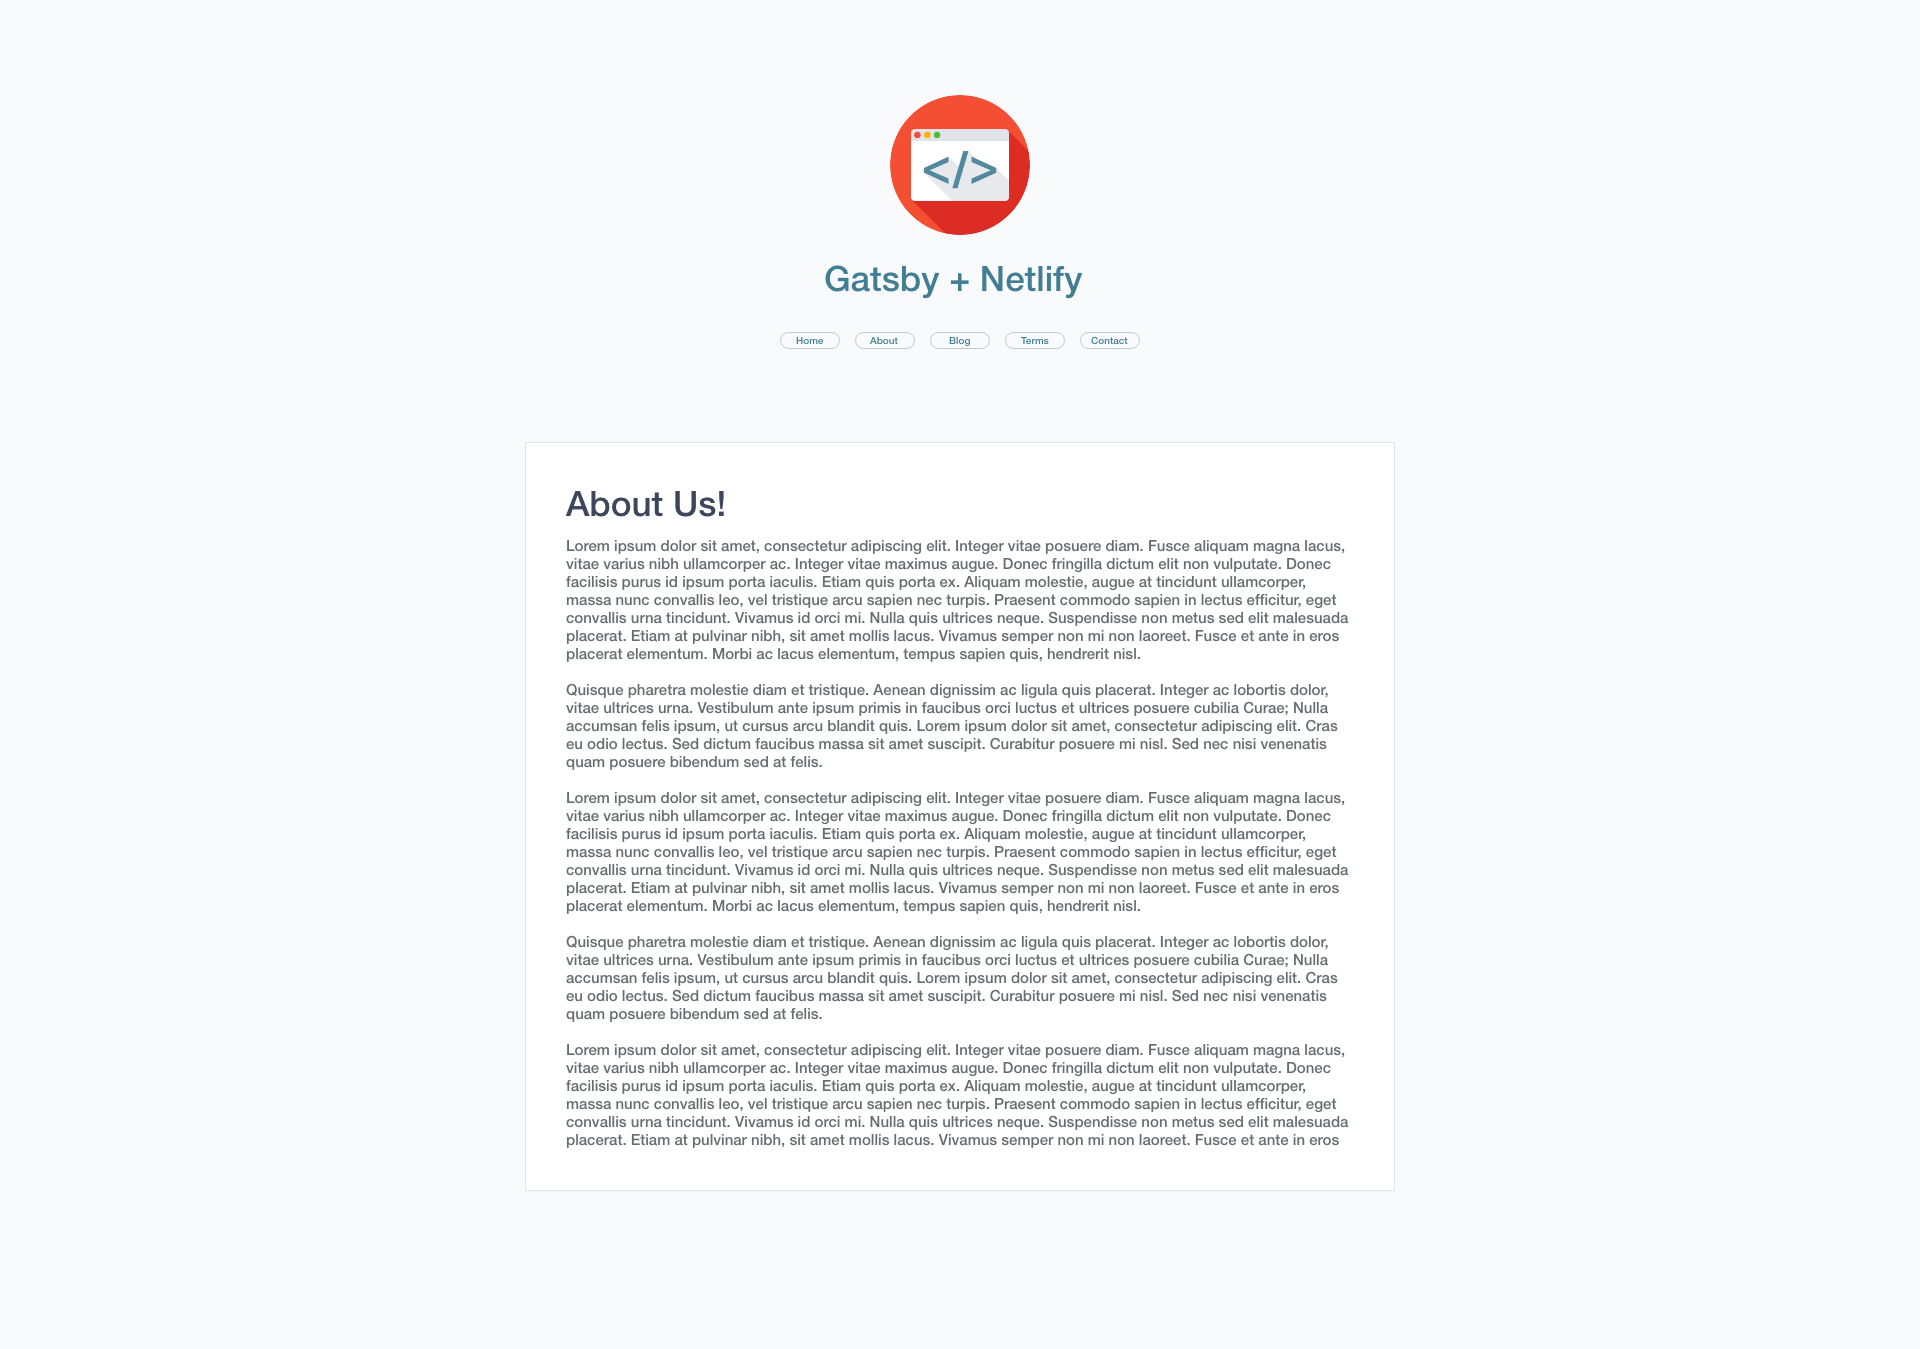 </>
Gatsby + Netlify
Home About Blog Terms Contact
About Us!
Lorem ipsum dolor sit amet, consectetur adipiscing elit. Integer vitae posuere diam. Fusce aliquam magna lacus,
vitae varius nibh ullamcorper ac. Integer vitae maximus augue. Donec fringilla dictum elit non vulputate. Donec
facilisis purus id ipsum porta iaculis. Etiam quis porta ex. Aliquam molestie, augue at tincidunt ullamcorper,
massa nunc convallis leo, vel tristique arcu sapien nec turpis. Praesent commodo sapien in lectus efficitur, eget
convallis urna tincidunt. Vivamus id orci mi. Nulla quis ultrices neque. Suspendisse non metus sed elit malesuada
placerat. Etiam at pulvinar nibh, sit amet mollis lacus. Vivamus semper non mi non laoreet. Fusce et ante in eros
placerat elementum. Morbi ac lacus elementum, tempus sapien quis, hendrerit nisl.
Quisque pharetra molestie diam et tristique. Aenean dignissim ac ligula quis placerat. Integer ac lobortis dolor,
vitae ultrices urna. Vestibulum ante ipsum primis in faucibus orci luctus et ultrices posuere cubilia Curae; Nulla
accumsan felis ipsum, ut cursus arcu blandit quis. Lorem ipsum dolor sit amet, consectetur adipiscing elit. Cras
eu odio lectus. Sed dictum faucibus massa sit amet suscipit. Curabitur posuere mi nisl. Sed nec nisi venenatis
quam posuere bibendum sed at felis.
Lorem ipsum dolor sit amet, consectetur adipiscing elit. Integer vitae posuere diam. Fusce aliquam magna lacus,
vitae varius nibh ullamcorper ac. Integer vitae maximus augue. Donec fringilla dictum elit non vulputate. Donec
facilisis purus id ipsum porta iaculis. Etiam quis porta ex. Aliquam molestie, augue at tincidunt ullamcorper,
massa nunc convallis leo, vel tristique arcu sapien nec turpis. Praesent commodo sapien in lectus efficitur, eget
convallis urna tincidunt. Vivamus id orci mi. Nulla quis ultrices neque. Suspendisse non metus sed elit malesuada
placerat. Etiam at pulvinar nibh, sit amet mollis lacus. Vivamus semper non mi non laoreet. Fusce et ante in eros
placerat elementum. Morbi ac lacus elementum, tempus sapien quis, hendrerit nisl.
Quisque pharetra molestie diam et tristique. Aenean dignissim ac ligula quis placerat. Integer ac lobortis dolor,
vitae ultrices urna. Vestibulum ante ipsum primis in faucibus orci luctus et ultrices posuere cubilia Curae; Nulla
accumsan felis ipsum, ut cursus arcu blandit quis. Lorem ipsum dolor sit amet, consectetur adipiscing elit. Cras
eu odio lectus. Sed dictum faucibus massa sit amet suscipit. Curabitur posuere mi nisl. Sed nec nisi venenatis
quam posuere bibendum sed at felis.
Lorem ipsum dolor sit amet, consectetur adipiscing elit. Integer vitae posuere diam. Fusce aliquam magna lacus,
vitae varius nibh ullamcorper ac. Integer vitae maximus augue. Donec fringilla dictum elit non vulputate. Donec
facilisis purus id ipsum porta iaculis. Etiam quis porta ex. Aliquam molestie, augue at tincidunt ullamcorper,
massa nunc convallis leo, vel tristique arcu sapien nec turpis. Praesent commodo sapien in lectus efficitur, eget
convallis urna tincidunt. Vivamus id orci mi. Nulla quis ultrices neque. Suspendisse non metus sed elit malesuada
placerat. Etiam at pulvinar nibh, sit amet mollis lacus. Vivamus semper non mi non laoreet. Fusce et ante in eros